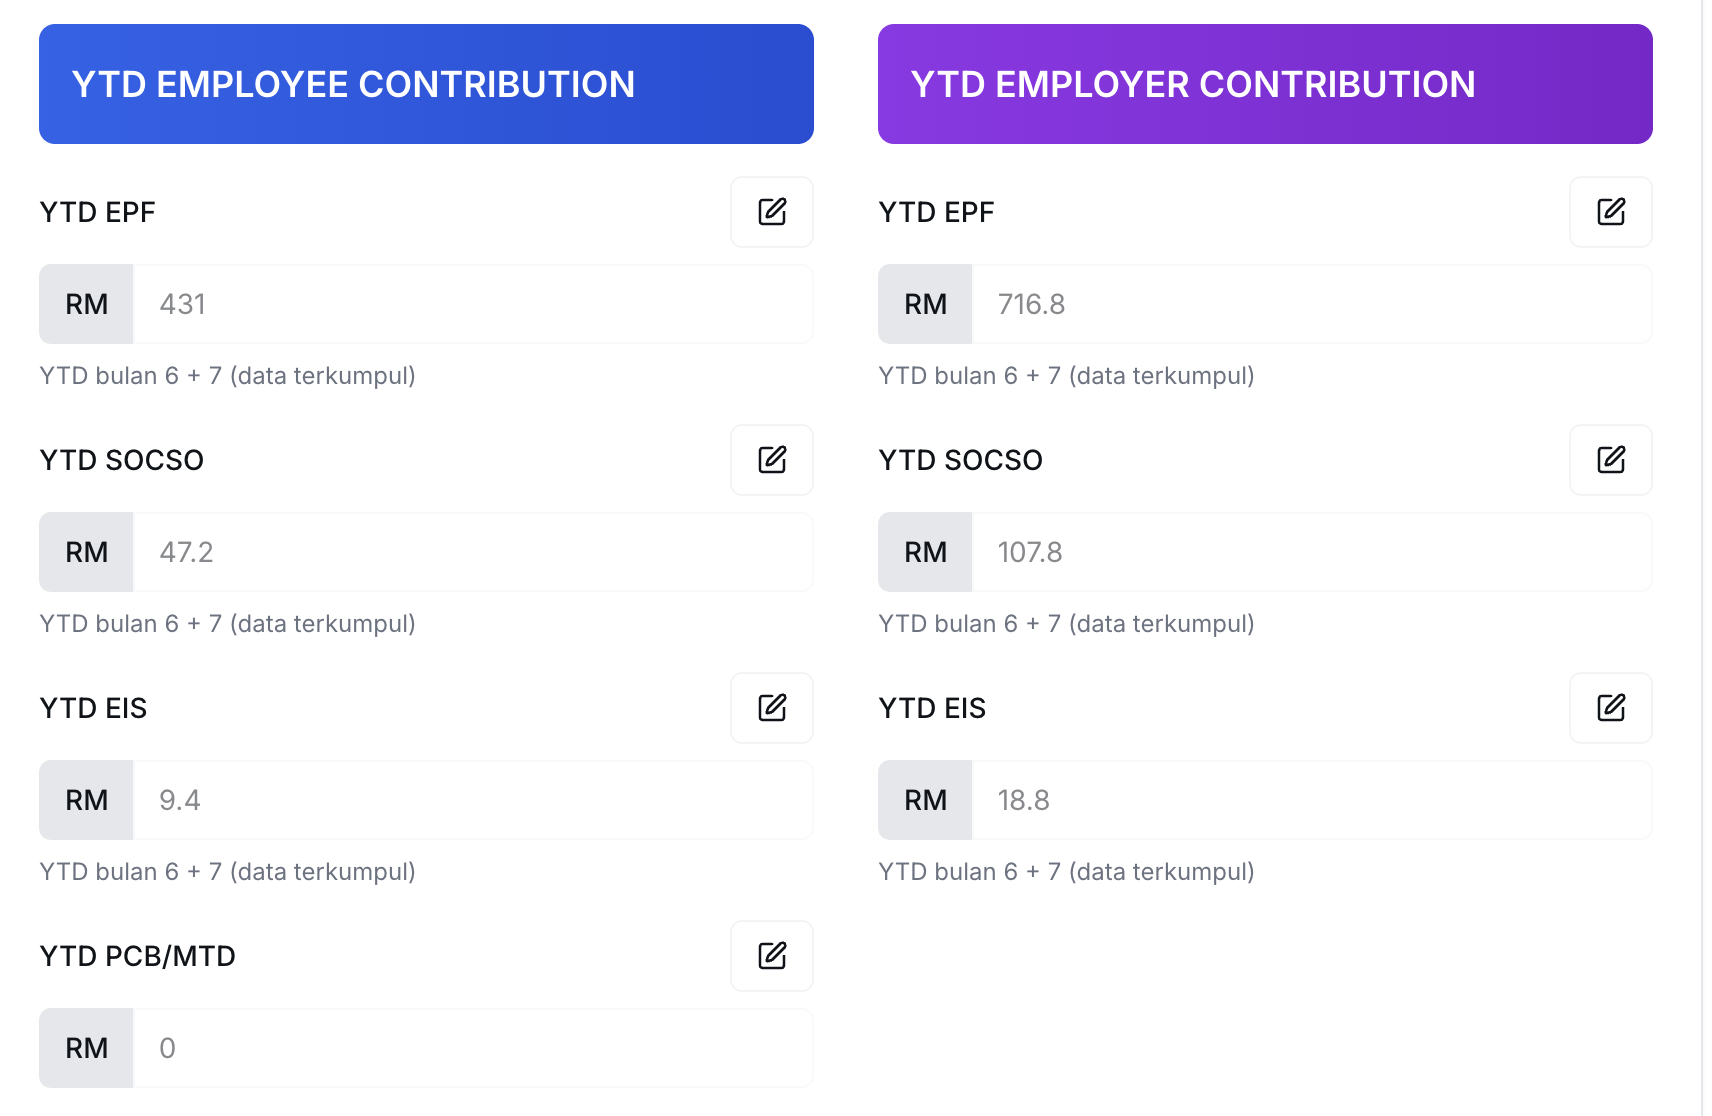 YTD EMPLOYEE CONTRIBUTION
YTD EPF
RM 431
YTD bulan 6 + 7 (data terkumpul)
YTD SOCSO
RM 47.2
YTD bulan 6 + 7 (data terkumpul)
YTD EIS
RM 9.4
YTD bulan 6 + 7 (data terkumpul)
YTD PCB/MTD
RM 0
YTD EMPLOYER CONTRIBUTION
YTD EPF
RM 716.8
YTD bulan 6 + 7 (data terkumpul)
YTD SOCSO
RM 107.8
YTD bulan 6 + 7 (data terkumpul)
YTD EIS
RM 18.8
YTD bulan 6 + 7 (data terkumpul)